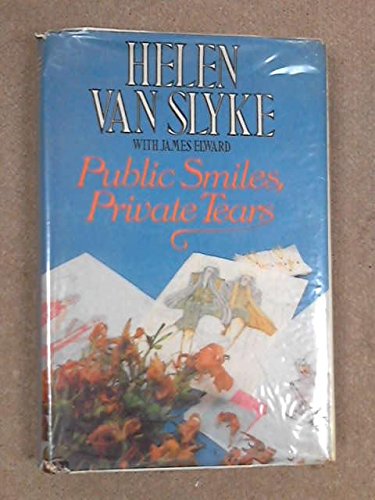 HELEN
VAN SLYKE
WITH JAMES ELWARD
Public Smiles,
Private Tears